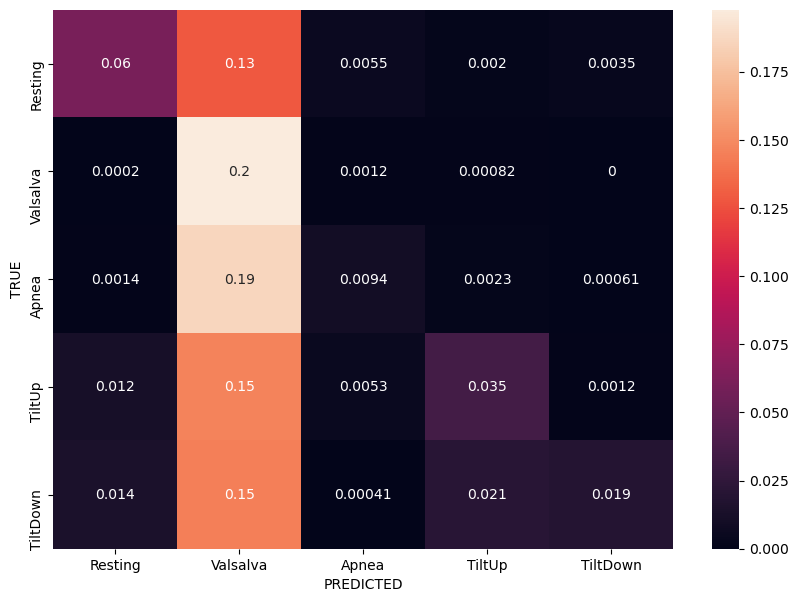 Resting 0.06 0.13 0.0055 0.002 0.0035
Valsalva 0.0002 0.2 0.0012 0.00082 0
Apnea 0.0014 0.19 0.0094 0.0023 0.00061
TiltUp 0.012 0.15 0.0053 0.035 0.0012
TiltDown 0.014 0.15 0.00041 0.021 0.019
TRUE
Resting Valsalva Apnea TiltUp TiltDown
PREDICTED
0.175
0.150
0.125
0.100
0.075
0.050
0.025
0.000